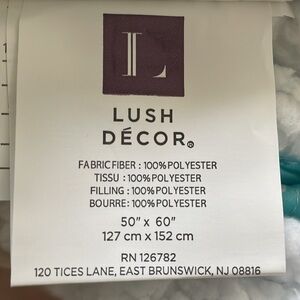 L
LUSH
DÉCOR®
FABRIC FIBER : 100% POLYESTER
TISSU : 100% POLYESTER
FILLING : 100% POLYESTER
BOURRE : 100% POLYESTER
50" x 60"
127 cm x 152 cm
RN 126782
120 TICES LANE, EAST BRUNSWICK, NJ 08816